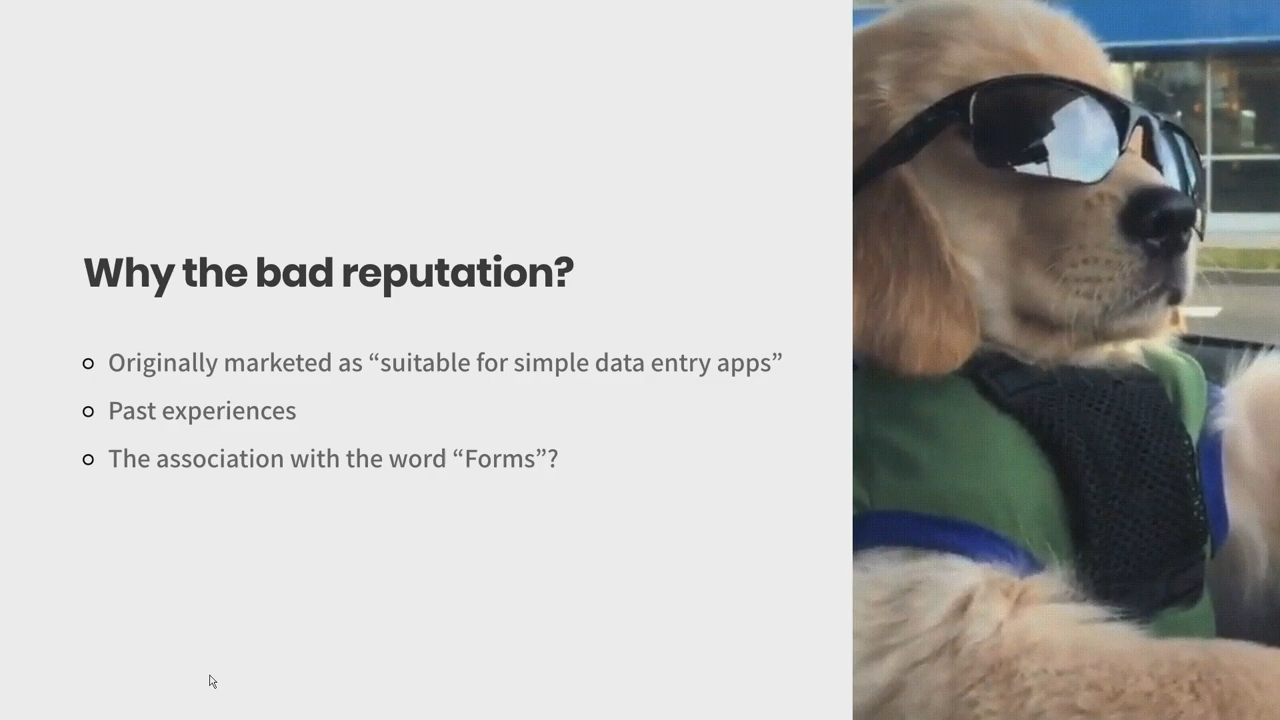 Why the bad reputation?
Originally marketed as “suitable for simple data entry apps”
Past experiences
The association with the word “Forms”?